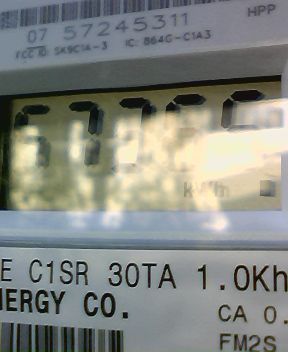 HPP
07 57245311
FCC ID: SK9C1A-3 IC: 864G-C1A3
kWh
E C1SR 30TA 1.0Kh
NERGY CO.
CA 0.
FM2S